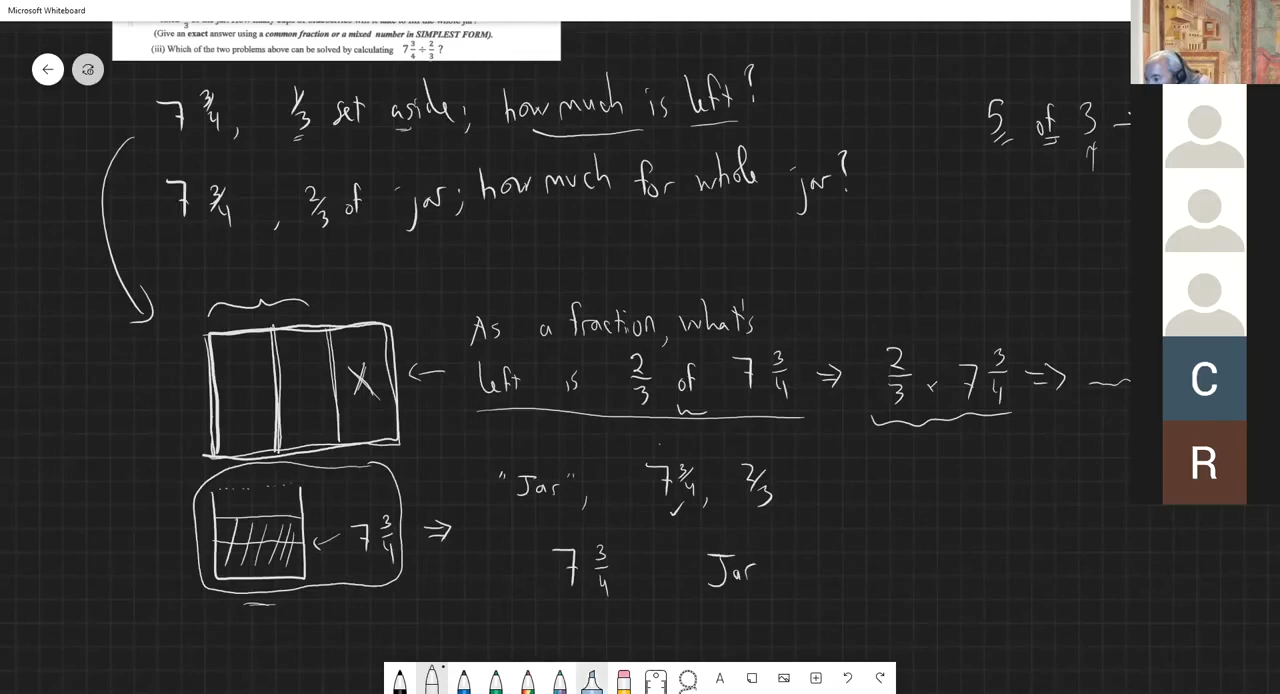 Microsoft Whiteboard
(Give an exact answer using a common fraction or a mixed number in SIMPLEST FORM).
(iii) Which of the two problems above can be solved by calculating 7 3/4 ÷ 2/3 ?
7 3/4, 1/3 set aside; how much is left?
5 of 3 -
7 3/4, 2/3 of jar; how much for whole jar?
As a fraction, what's
left is 2/3 of 7 3/4 ⇒ 2/3 × 7 3/4 ⇒
X
"Jar", 7 3/4, 2/3
← 7 3/4 ⇒
7 3/4 Jar
C
R
A